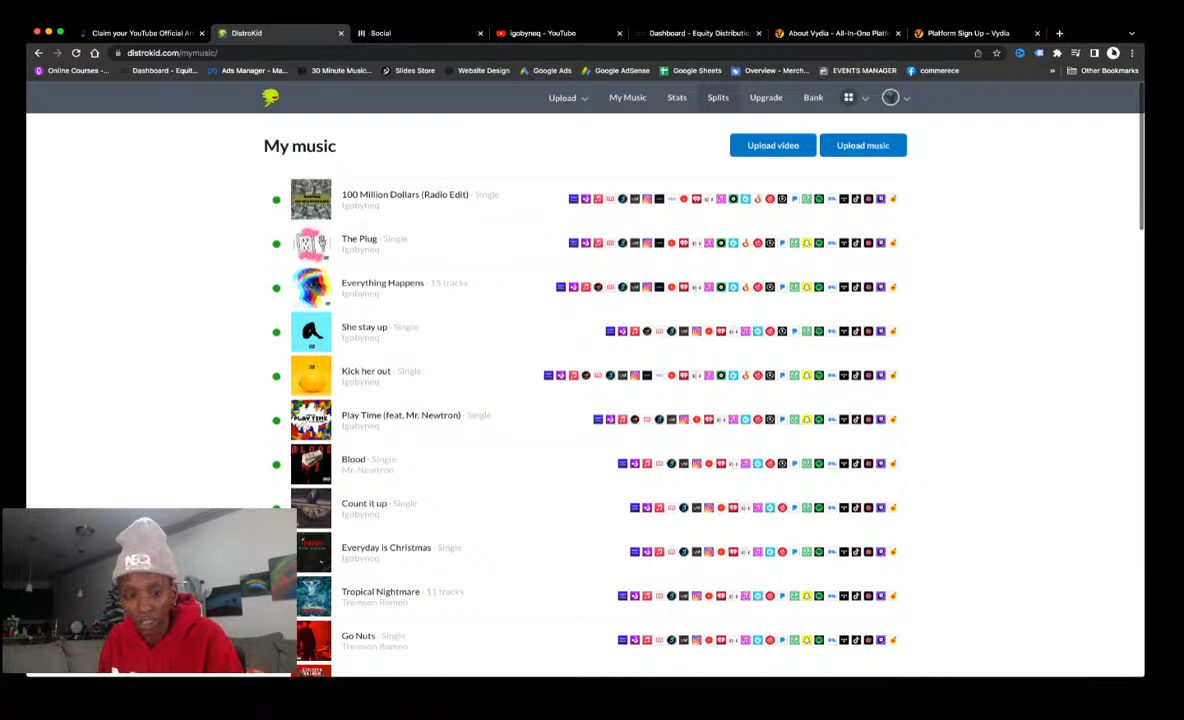 Claim your YouTube Official Ar
DistroKid
Social
igobyneq - YouTube
Dashboard - Equity Distributio
About Vydia – All-In-One Platf
Platform Sign Up – Vydia
distrokid.com/mymusic/
Online Courses -...
Dashboard - Equit...
Ads Manager - Ma...
30 Minute Music...
Slides Store
Website Design
Google Ads
Google AdSense
Google Sheets
Overview - Merch...
EVENTS MANAGER
commerece
Other Bookmarks
Upload
My Music
Stats
Splits
Upgrade
Bank
My music
Upload video
Upload music
100 Million Dollars (Radio Edit) · Single
Igobyneq
The Plug · Single
Igobyneq
Everything Happens · 15 tracks
Igobyneq
She stay up · Single
Igobyneq
Kick her out · Single
Igobyneq
Play Time (feat. Mr. Newtron) · Single
Igobyneq
Blood · Single
Mr. Newtron
Count it up · Single
Igobyneq
Everyday is Christmas · Single
Igobyneq
Tropical Nightmare · 11 tracks
Tremson Romeo
Go Nuts · Single
Tremson Romeo
NEQ